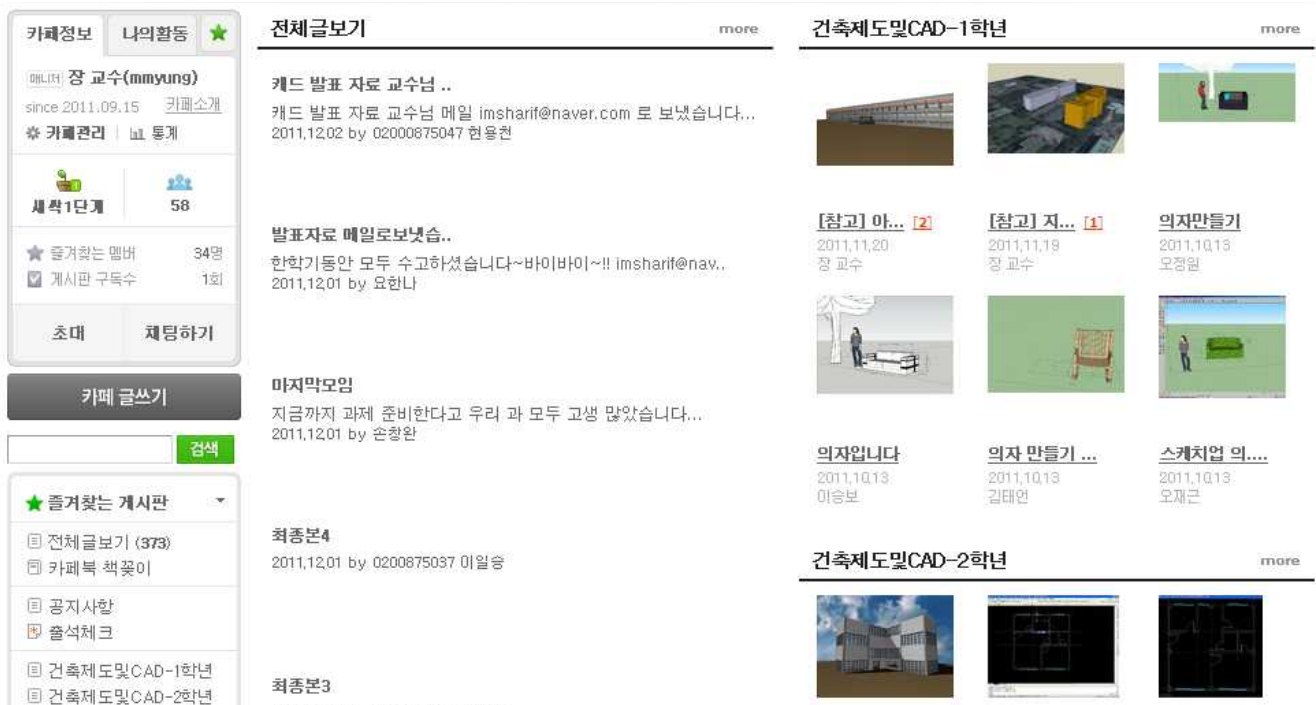 카페정보
나의활동
매니저 장 교수(mmyung)
since 2011.09.15 카페소개
카페관리 통계
새싹1단계
58
즐겨찾는 멤버 34명
게시판 구독수 1회
초대 채팅하기
카페 글쓰기
검색
즐겨찾는 게시판
전체글보기 (373)
카페북 책꽂이
공지사항
출석체크
건축제도및CAD-1학년
건축제도및CAD-2학년
전체글보기 more
캐드 발표 자료 교수님 ..
캐드 발표 자료 교수님 메일 imsharif@naver.com 로 보냈습니다...
2011,12,02 by 02000875047 현용천
발표자료 메일로보냇습..
한학기동안 모두 수고하셨습니다~바이바이~!! imsharif@nav..
2011,12,01 by 요한나
마지막모임
지금까지 과제 준비한다고 우리 과 모두 고생 많았습니다...
2011,12,01 by 손창완
최종본4
2011,12,01 by 0200875037 이일승
최종본3
건축제도및CAD-1학년 more
[참고] 아... [2]
2011,11,20
장 교수
[참고] 지... [1]
2011,11,19
장 교수
의자만들기
2011,10,13
오정원
의자입니다
2011,10,13
이승보
의자 만들기 ...
2011,10,13
김태언
스케치업 의....
2011,10,13
오재근
건축제도및CAD-2학년 more